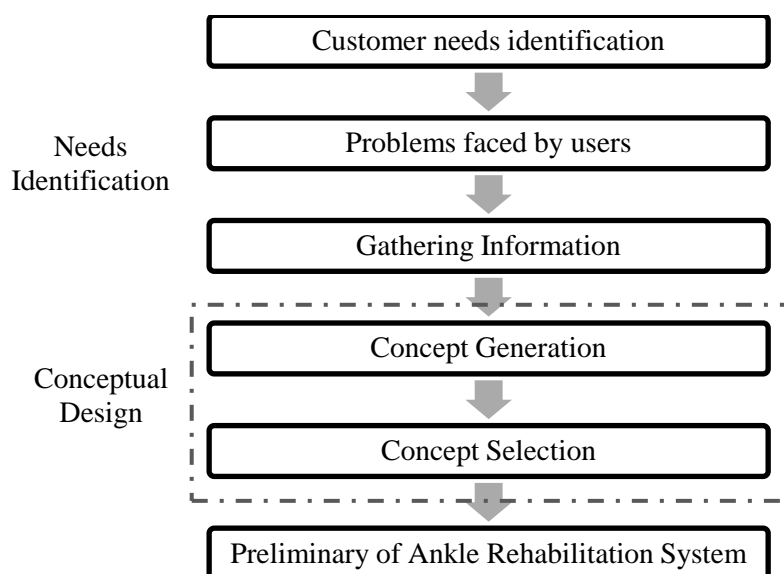 Customer needs identification
Needs
Identification
Problems faced by users
Gathering Information
Conceptual
Design
Concept Generation
Concept Selection
Preliminary of Ankle Rehabilitation System